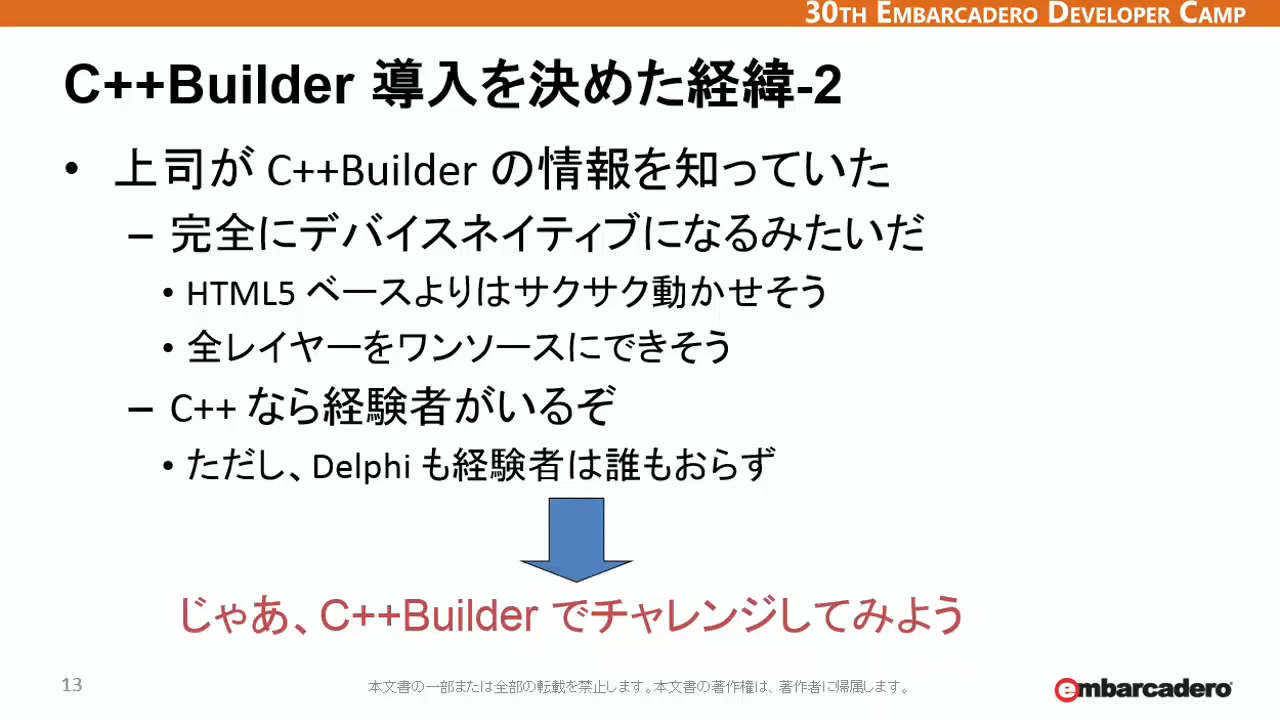 30TH EMBARCADERO DEVELOPER CAMP
C++Builder 導入を決めた経緯-2
• 上司が C++Builder の情報を知っていた
– 完全にデバイスネイティブになるみたいだ
• HTML5 ベースよりはサクサク動かせそう
• 全レイヤーをワンソースにできそう
– C++ なら経験者がいるぞ
• ただし、Delphi も経験者は誰もおらず
じゃあ、C++Builder でチャレンジしてみよう
13
本文書の一部または全部の転載を禁止します。本文書の著作権は、著作者に帰属します。
embarcadero